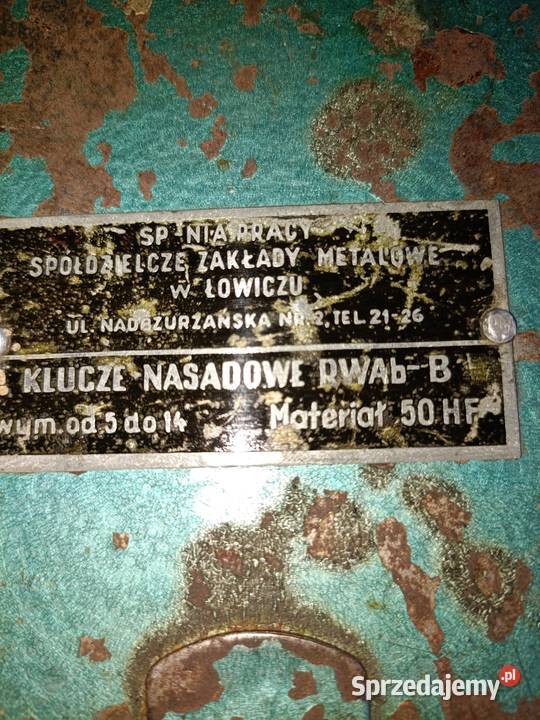 SP-NIA PRACY
SPÓŁDZIELCZE ZAKŁADY METALOWE
W ŁOWICZU
UL. NADBZURZAŃSKA NR 2, TEL. 21-26
KLUCZE NASADOWE RWAb-B
wym. od 5 do 14 Materiał 50 HF
Sprzedajemy.pl